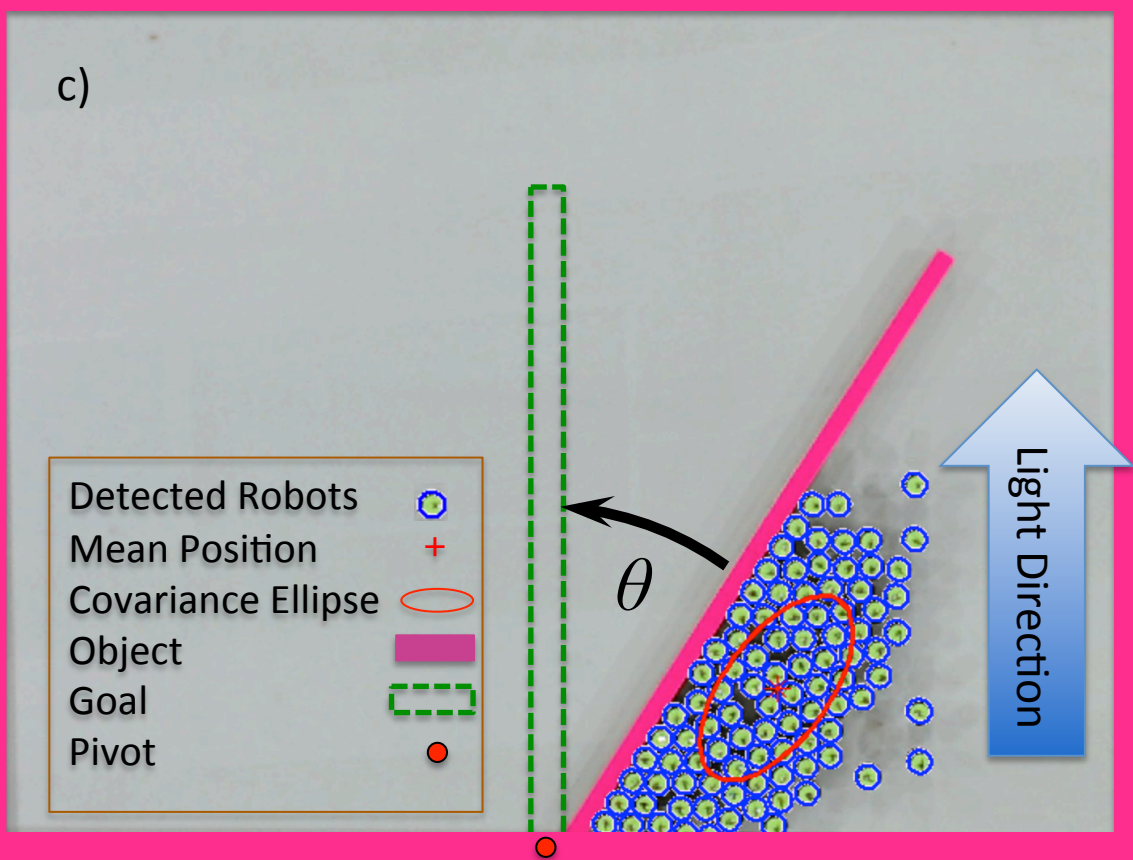 c)
Detected Robots
Mean Position
Covariance Ellipse
Object
Goal
Pivot
θ
Light Direction